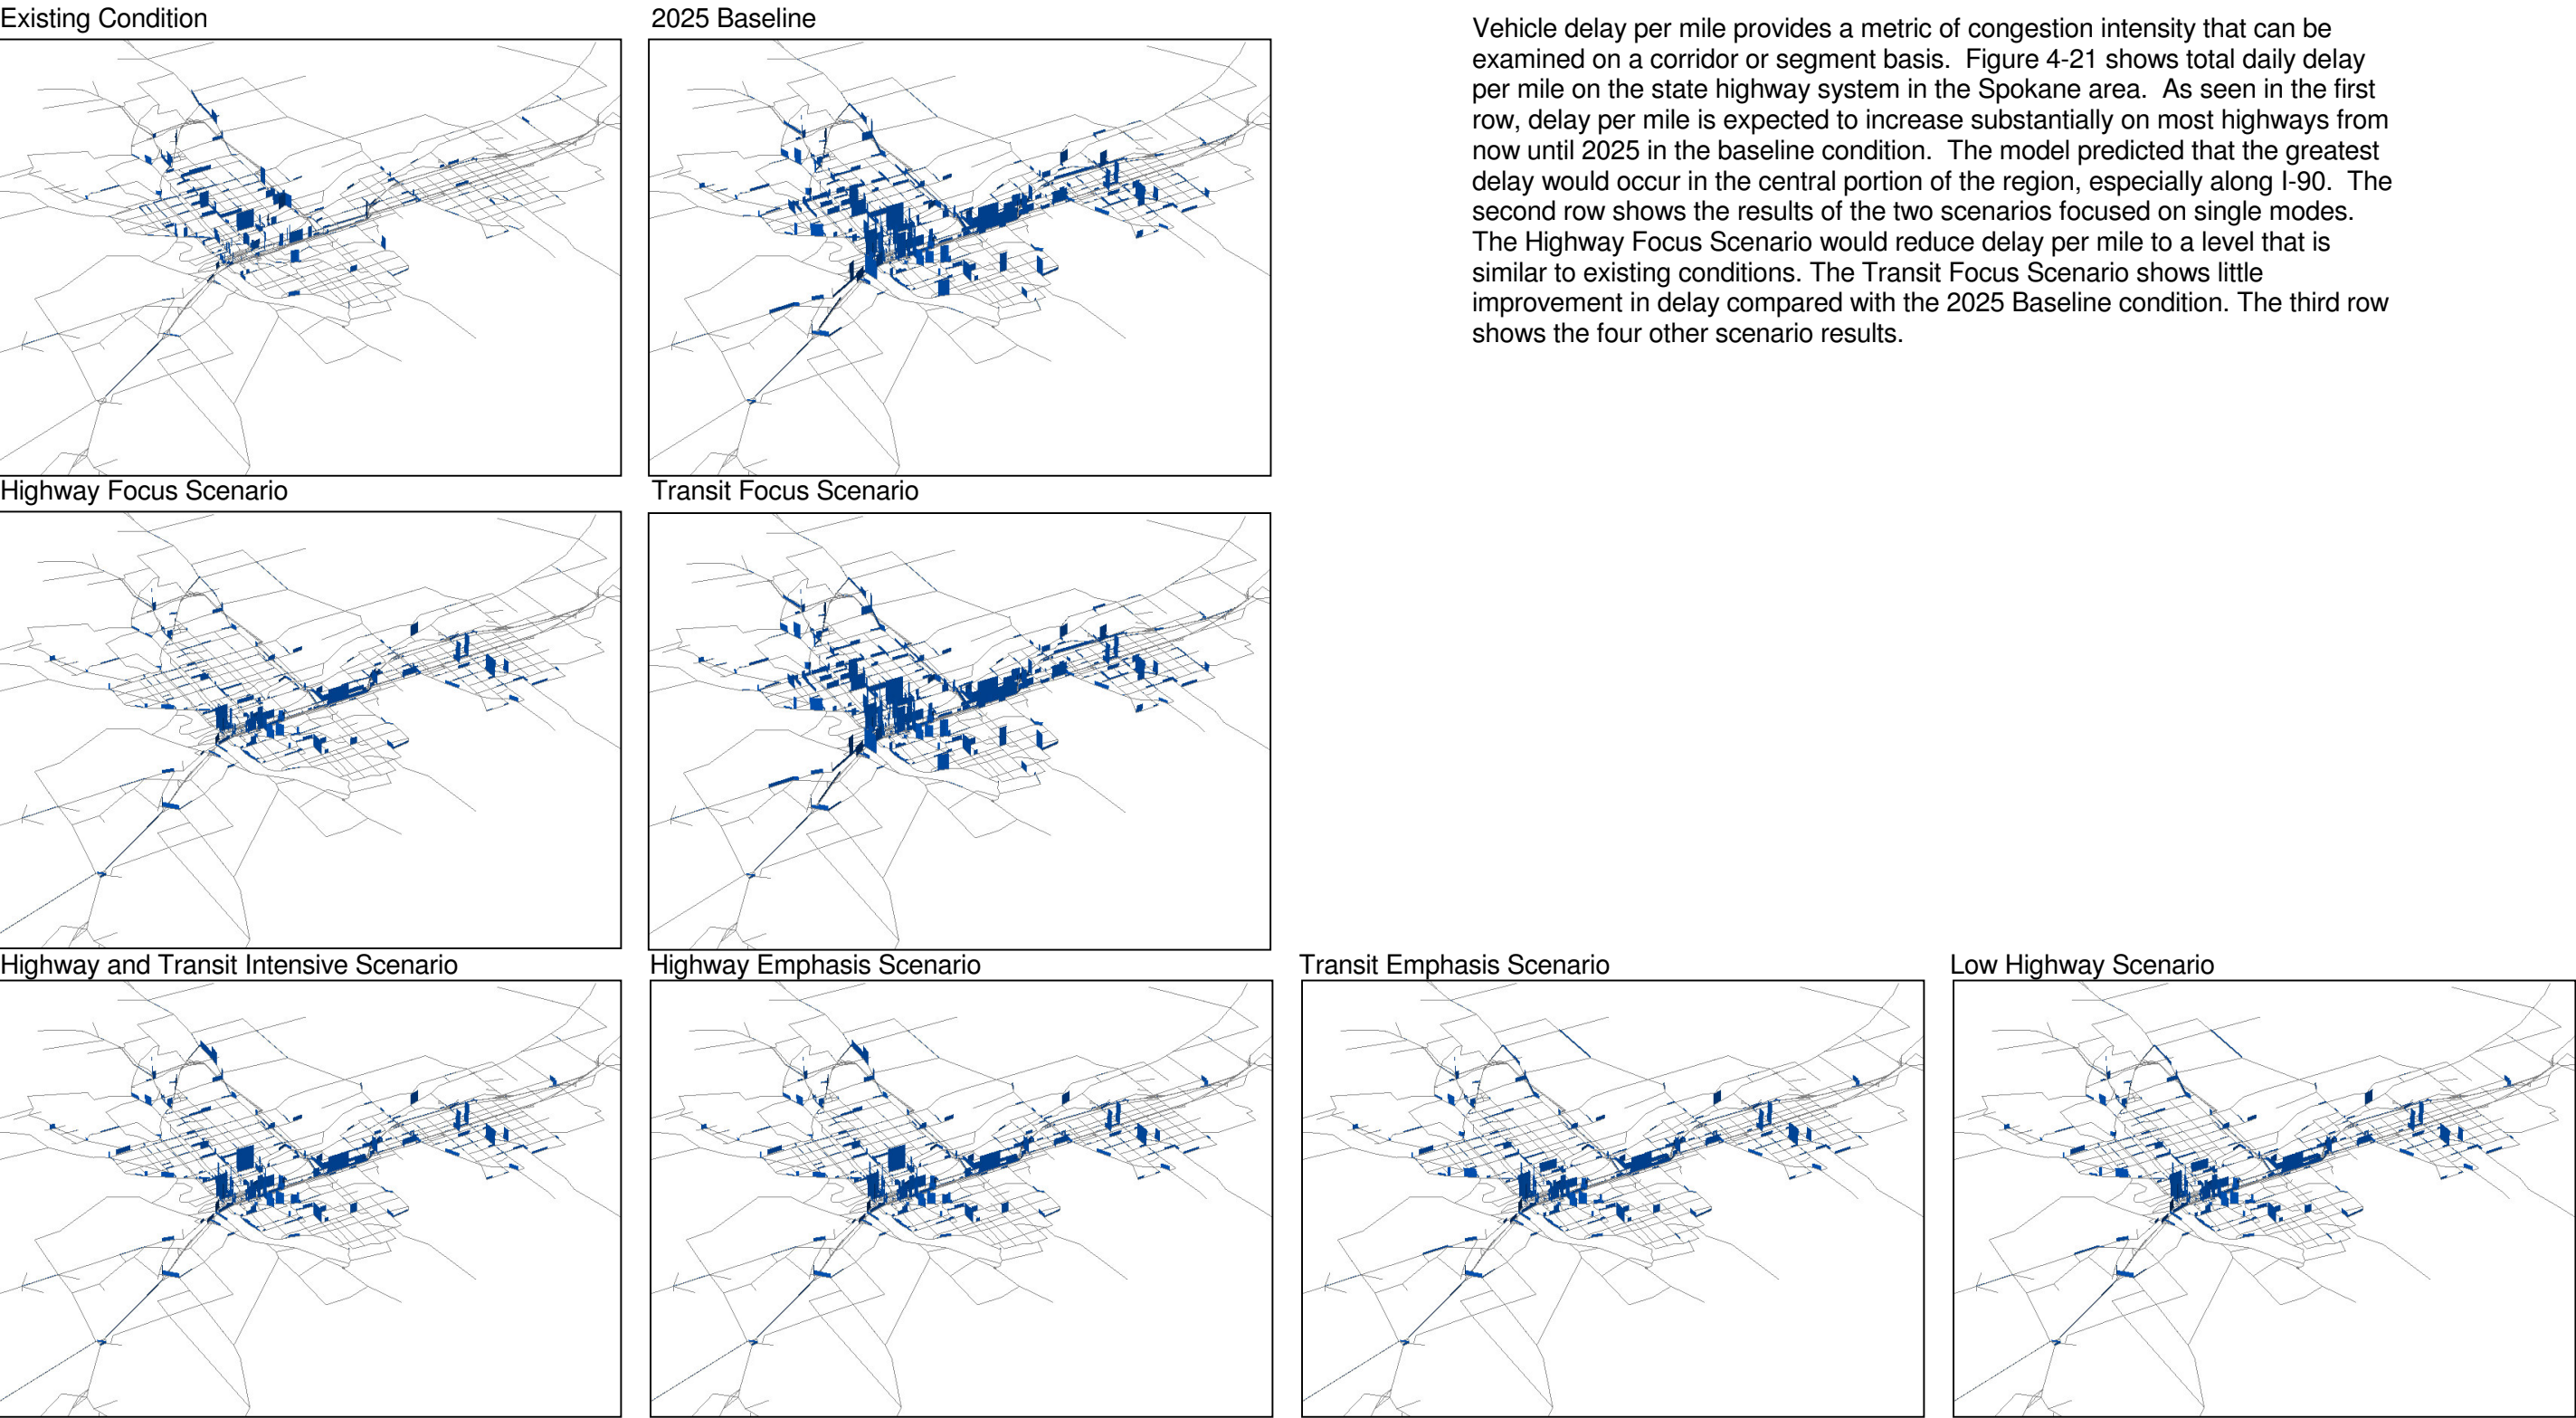 Existing Condition
2025 Baseline
Vehicle delay per mile provides a metric of congestion intensity that can be
examined on a corridor or segment basis.  Figure 4-21 shows total daily delay
per mile on the state highway system in the Spokane area.  As seen in the first
row, delay per mile is expected to increase substantially on most highways from
now until 2025 in the baseline condition.  The model predicted that the greatest
delay would occur in the central portion of the region, especially along I-90.  The
second row shows the results of the two scenarios focused on single modes.
The Highway Focus Scenario would reduce delay per mile to a level that is
similar to existing conditions. The Transit Focus Scenario shows little
improvement in delay compared with the 2025 Baseline condition. The third row
shows the four other scenario results.
Highway Focus Scenario
Transit Focus Scenario
Highway and Transit Intensive Scenario
Highway Emphasis Scenario
Transit Emphasis Scenario
Low Highway Scenario